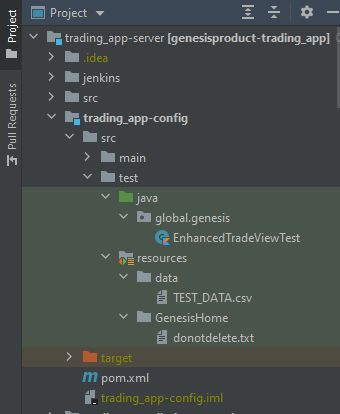 Project
Project
Pull Requests
trading_app-server [genesisproduct-trading_app]
.idea
jenkins
src
trading_app-config
src
main
test
java
global.genesis
EnhancedTradeViewTest
resources
data
TEST_DATA.csv
GenesisHome
donotdelete.txt
target
pom.xml
trading_app-config.iml